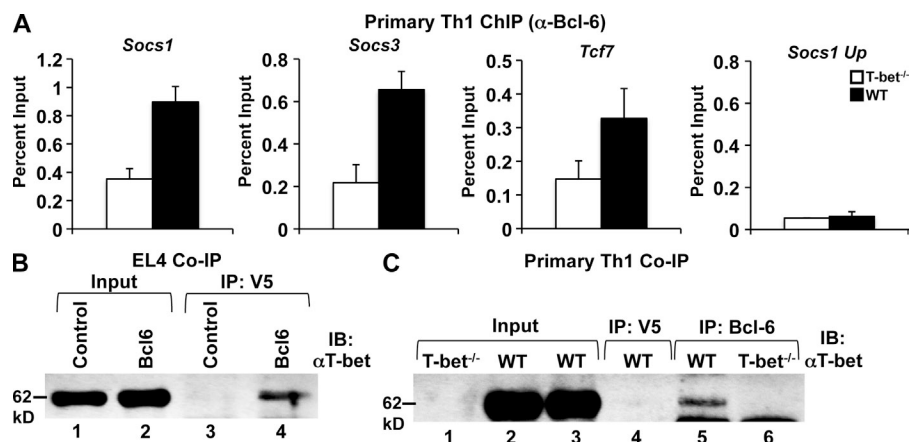 A
Primary Th1 ChIP (α-Bcl-6)
Socs1
Percent Input
1.2
1
0.8
0.6
0.4
0.2
0
Socs3
Percent Input
0.8
0.6
0.4
0.2
0
Tcf7
Percent Input
0.5
0.4
0.3
0.2
0.1
0
Socs1 Up
Percent Input
0.8
0.6
0.4
0.2
0
T-bet-/-
WT
B
EL4 Co-IP
Input
IP: V5
Control
Bcl6
Control
Bcl6
IB:
αT-bet
62
kD
1 2 3 4
C
Primary Th1 Co-IP
Input
IP: V5
IP: Bcl-6
IB:
αT-bet
T-bet-/- WT WT WT WT T-bet-/-
62
kD
1 2 3 4 5 6